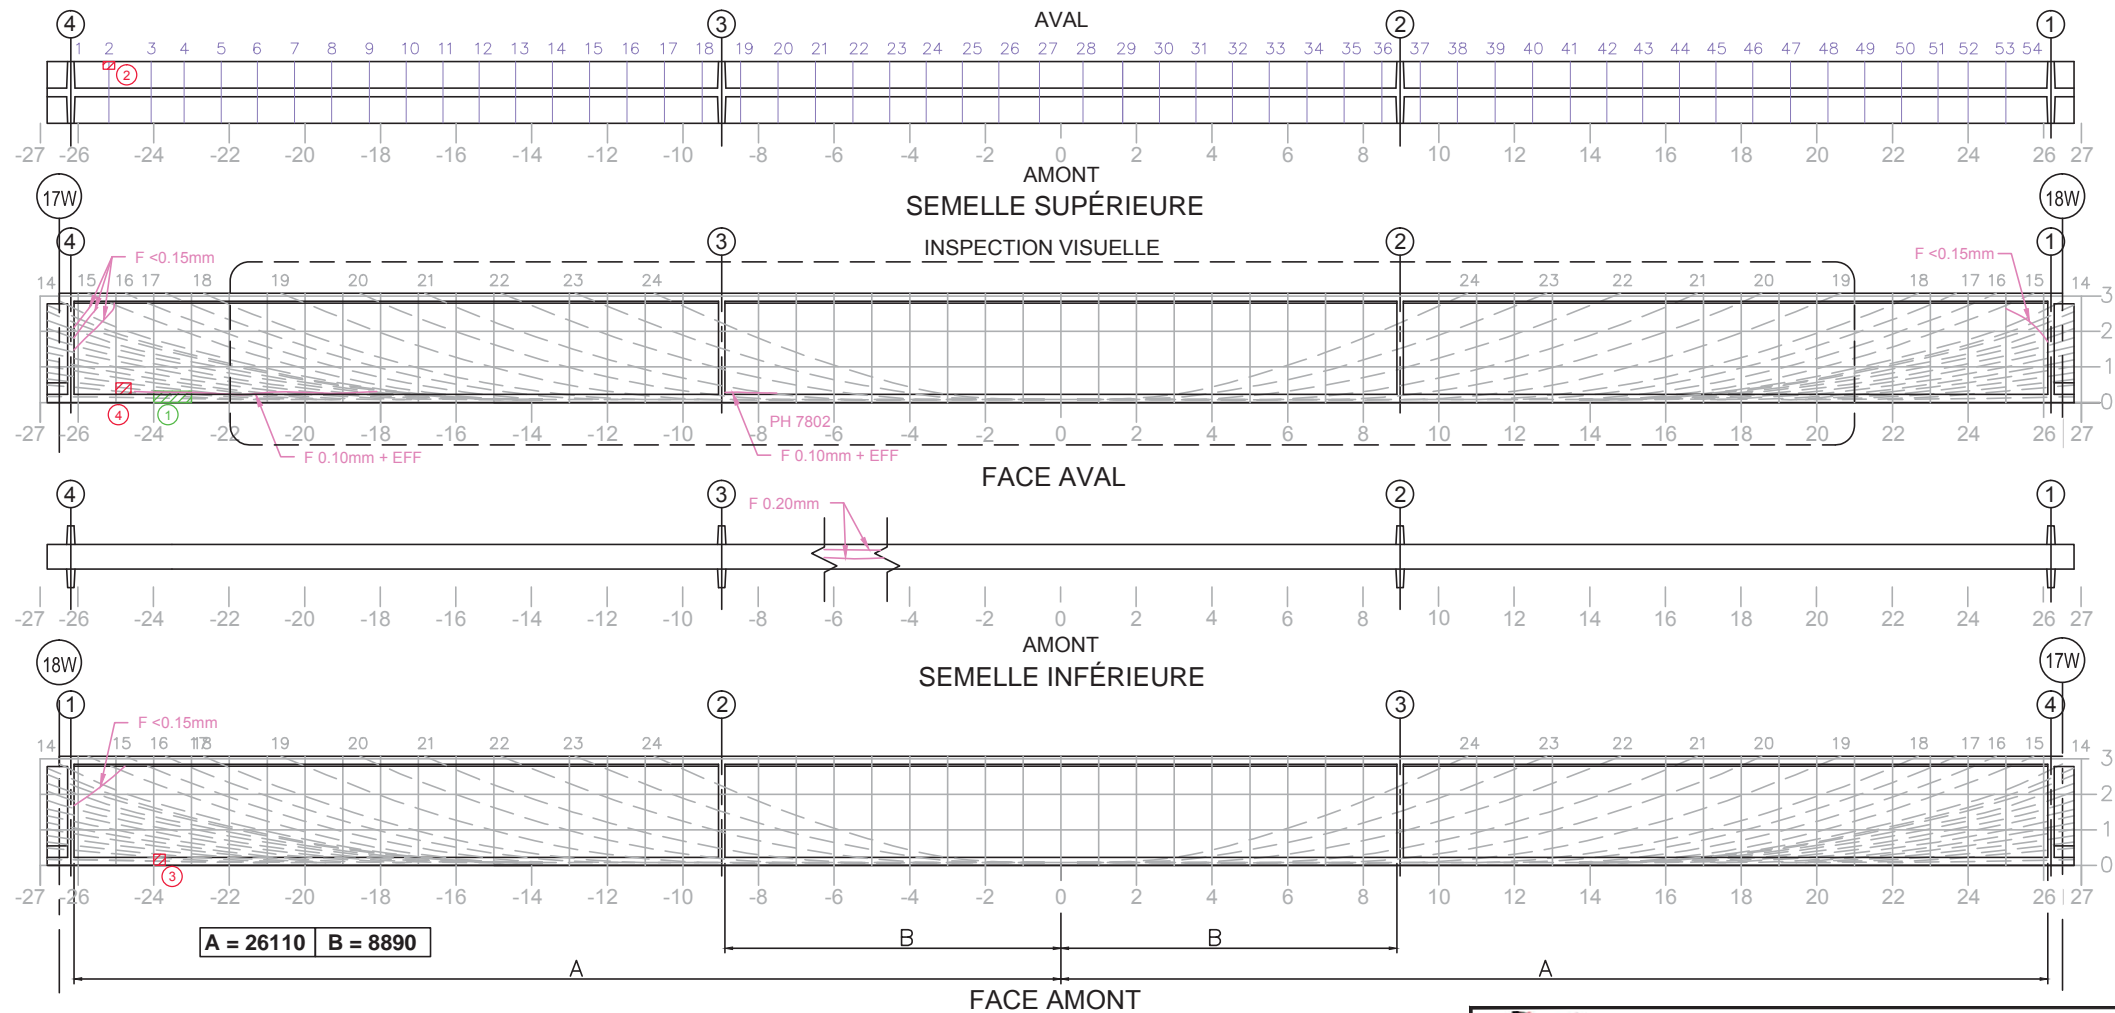 4 3 AVAL 2 1
1 2 3 4 5 6 7 8 9 10 11 12 13 14 15 16 17 18 19 20 21 22 23 24 25 26 27 28 29 30 31 32 33 34 35 36 37 38 39 40 41 42 43 44 45 46 47 48 49 50 51 52 53 54
2
-27 -26 -24 -22 -20 -18 -16 -14 -12 -10 -8 -6 -4 -2 0 2 4 6 8 10 12 14 16 18 20 22 24 26 27
AMONT
17W SEMELLE SUPÉRIEURE 18W
4 3 INSPECTION VISUELLE 2 1
F <0.15mm F <0.15mm
14 15 16 17 18 19 20 21 22 23 24 24 23 22 21 20 19 18 17 16 15 14
3
2
1
0
4 1
PH 7802
-27 -26 -24 -22 -20 -18 -16 -14 -12 -10 -8 -6 -4 -2 0 2 4 6 8 10 12 14 16 18 20 22 24 26 27
F 0.10mm + EFF F 0.10mm + EFF
FACE AVAL
4 3 2 1
F 0.20mm
-27 -26 -24 -22 -20 -18 -16 -14 -12 -10 -8 -6 -4 -2 0 2 4 6 8 10 12 14 16 18 20 22 24 26 27
AMONT
18W SEMELLE INFÉRIEURE 17W
1 2 3 4
F <0.15mm
14 15 16 17 18 19 20 21 22 23 24 24 23 22 21 20 19 18 17 16 15 14
3
2
1
0
3
-27 -26 -24 -22 -20 -18 -16 -14 -12 -10 -8 -6 -4 -2 0 2 4 6 8 10 12 14 16 18 20 22 24 26 27
A = 26110 B = 8890
B B
A A
FACE AMONT